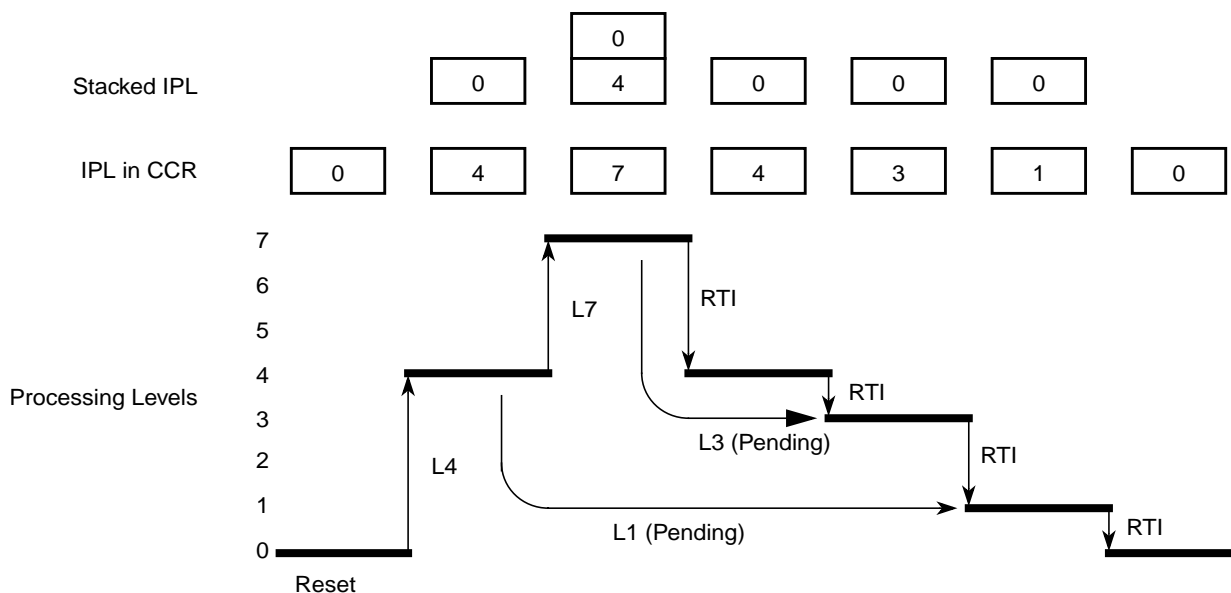 0
Stacked IPL 0 4 0 0 0
IPL in CCR 0 4 7 4 3 1 0
7
6
L7 RTI
5
Processing Levels 4
RTI
3
L3 (Pending)
2 L4 RTI
1
L1 (Pending) RTI
0
Reset